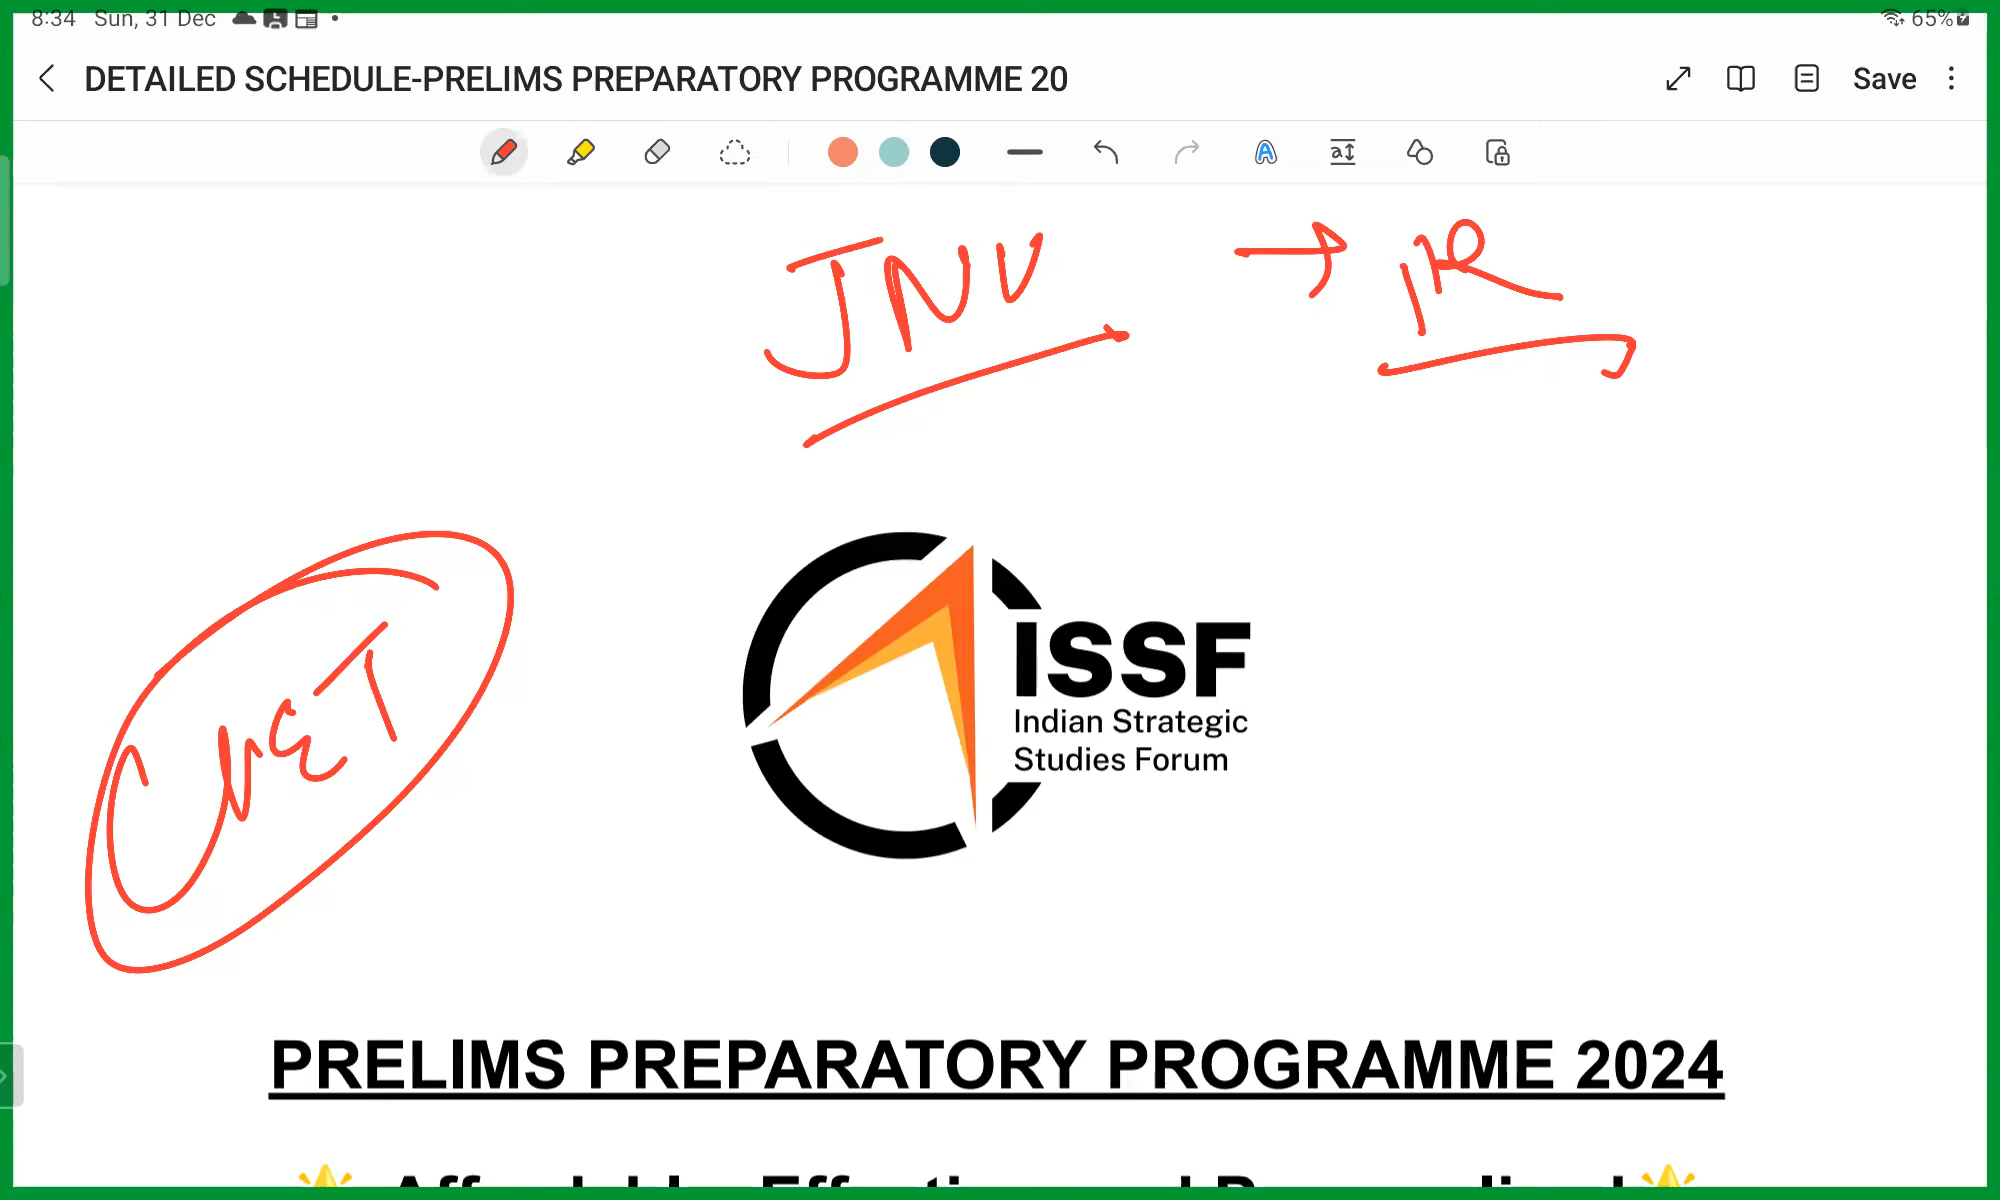 8:34 Sun, 31 Dec
65%
DETAILED SCHEDULE-PRELIMS PREPARATORY PROGRAMME 20
Save
JNU → IR
ISSF
Indian Strategic
Studies Forum
PRELIMS PREPARATORY PROGRAMME 2024